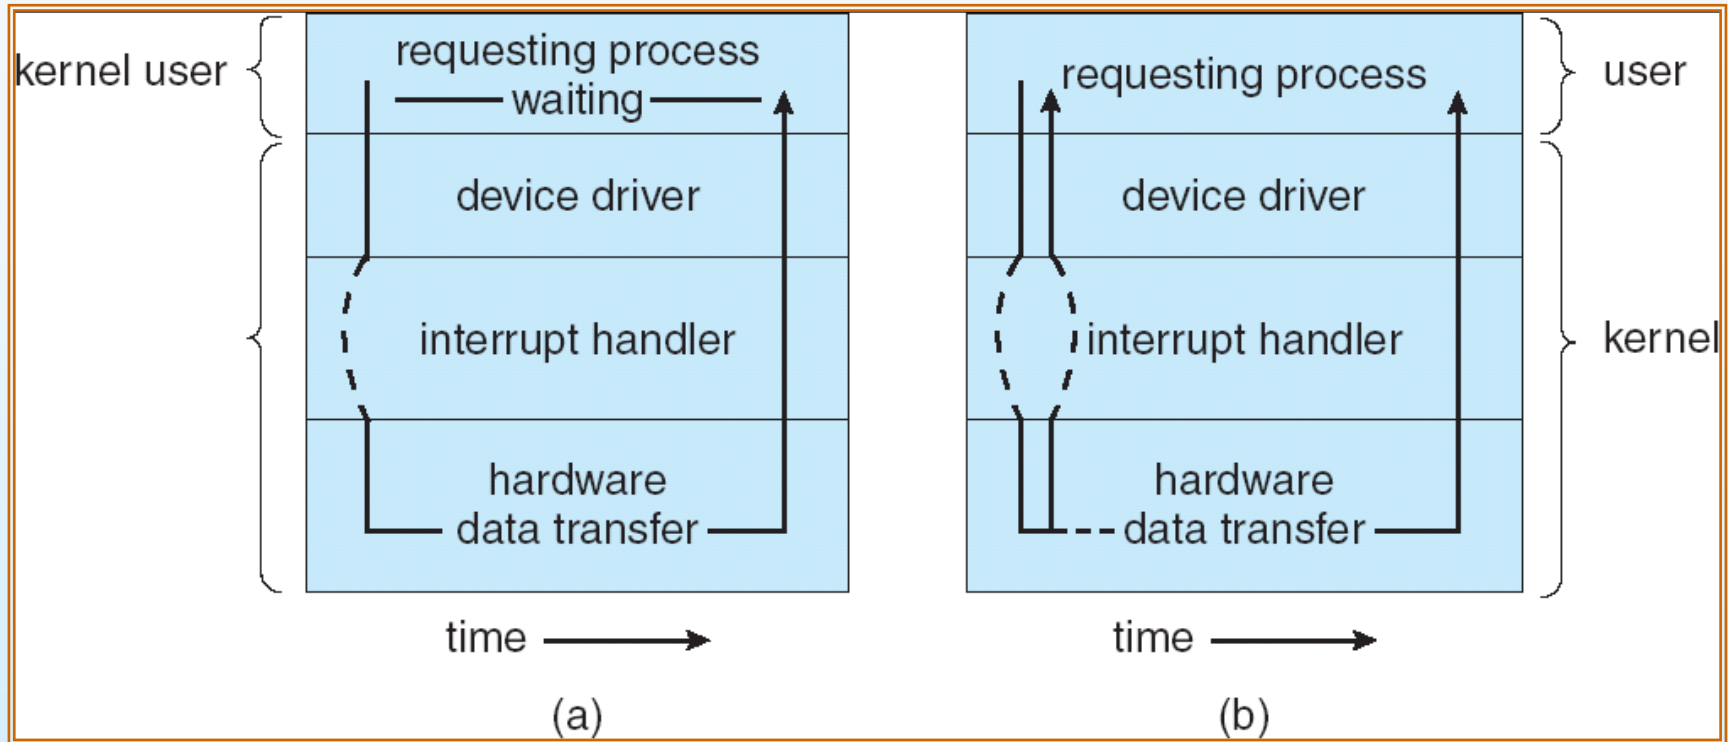 kernel user
requesting process
waiting
device driver
interrupt handler
hardware
data transfer
time
(a)
requesting process
device driver
interrupt handler
hardware
data transfer
user
kernel
time
(b)